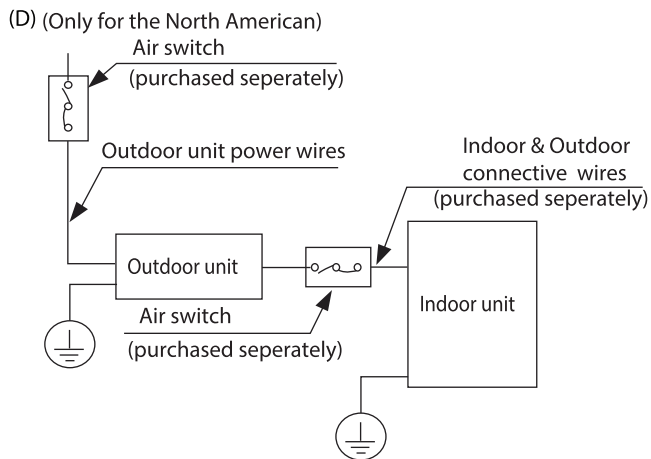 (D) (Only for the North American)
Air switch
(purchased seperately)
Outdoor unit power wires
Indoor & Outdoor
connective wires
(purchased seperately)
Outdoor unit
Indoor unit
Air switch
(purchased seperately)